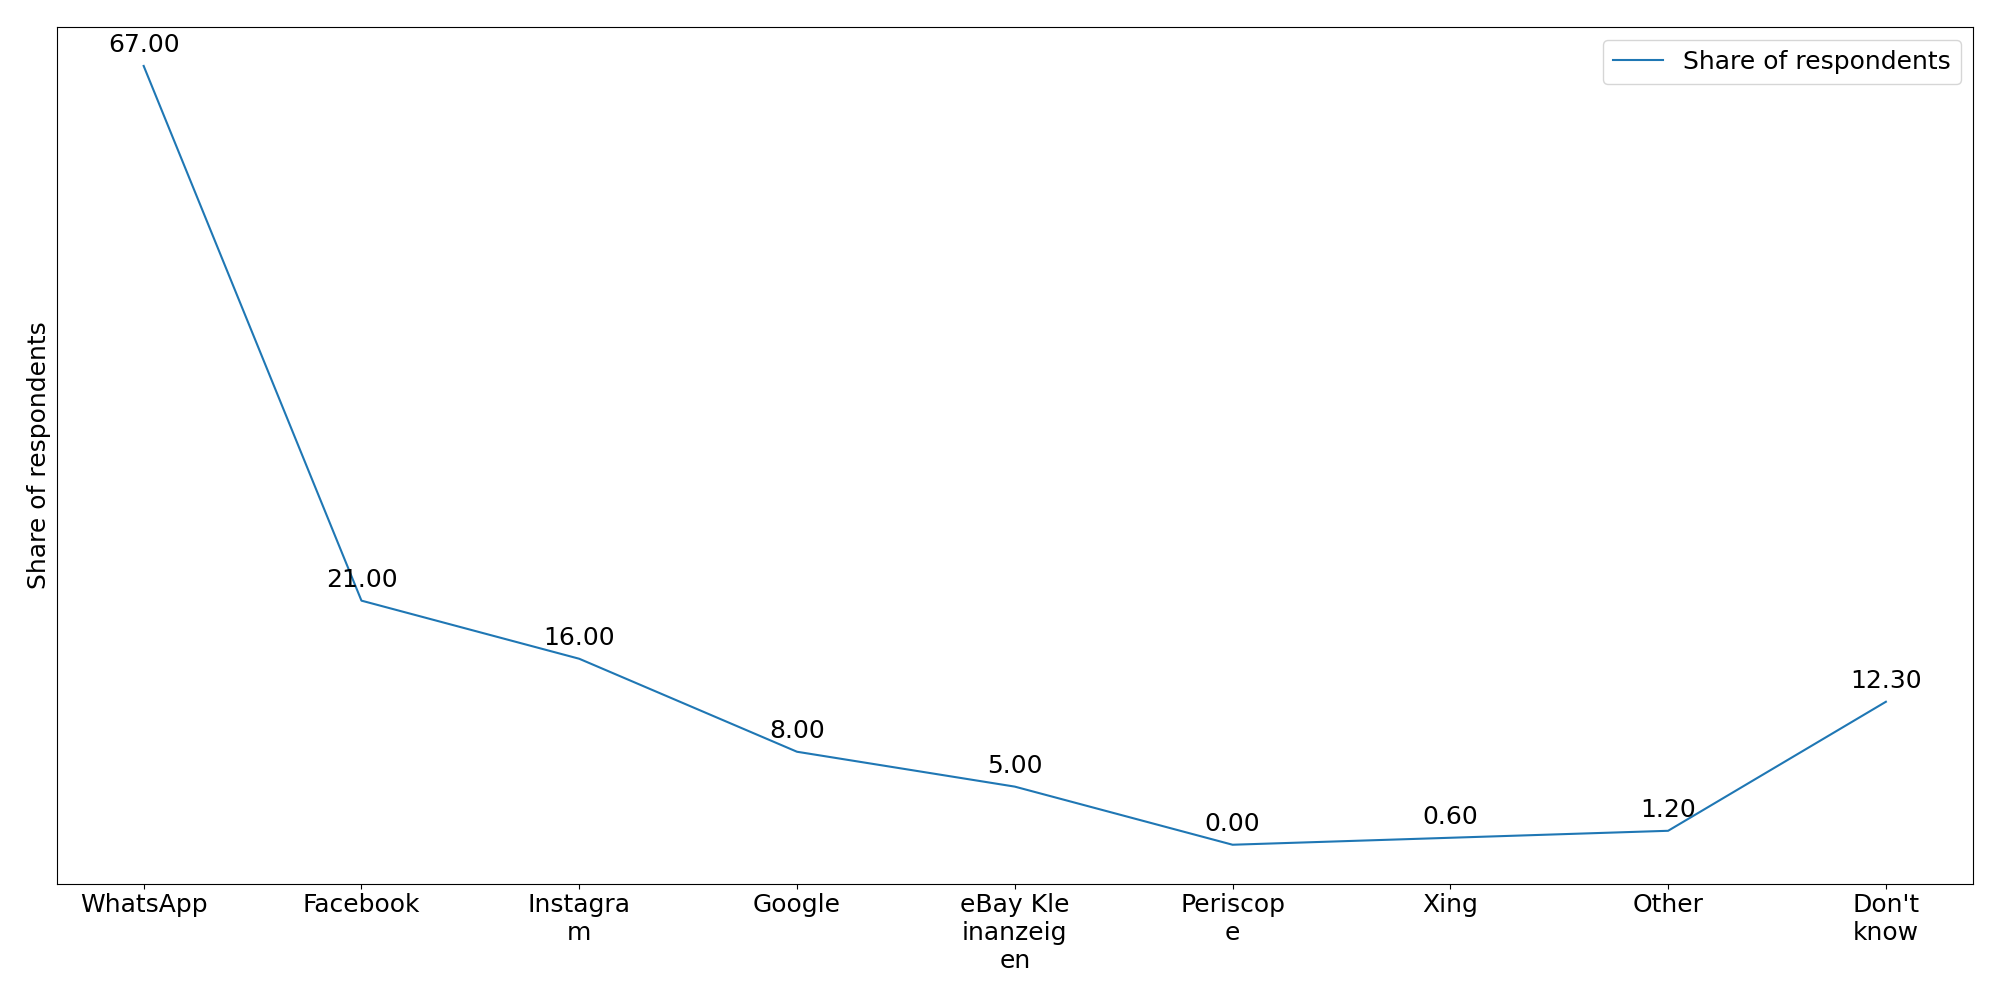 67.00
Share of respondents
Share of respondents
21.00
16.00
12.30
8.00
5.00
0.00
0.60
1.20
WhatsApp
Facebook
Instagra
m
Google
eBay Kle
inanzeig
en
Periscop
e
Xing
Other
Don't
know